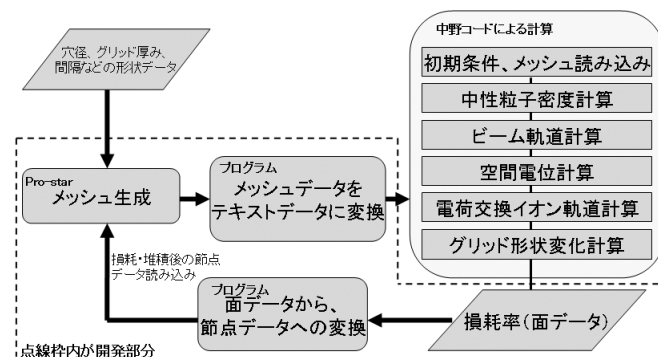 穴径、グリッド厚み、
間隔などの形状データ
Pro-star
メッシュ生成
プログラム
メッシュデータを
テキストデータに変換
中野コードによる計算
初期条件、メッシュ読み込み
中性粒子密度計算
ビーム軌道計算
空間電位計算
電荷交換イオン軌道計算
グリッド形状変化計算
損耗率(面データ)
プログラム
面データから、
節点データへの変換
損耗・堆積後の節点
データ読み込み
点線枠内が開発部分